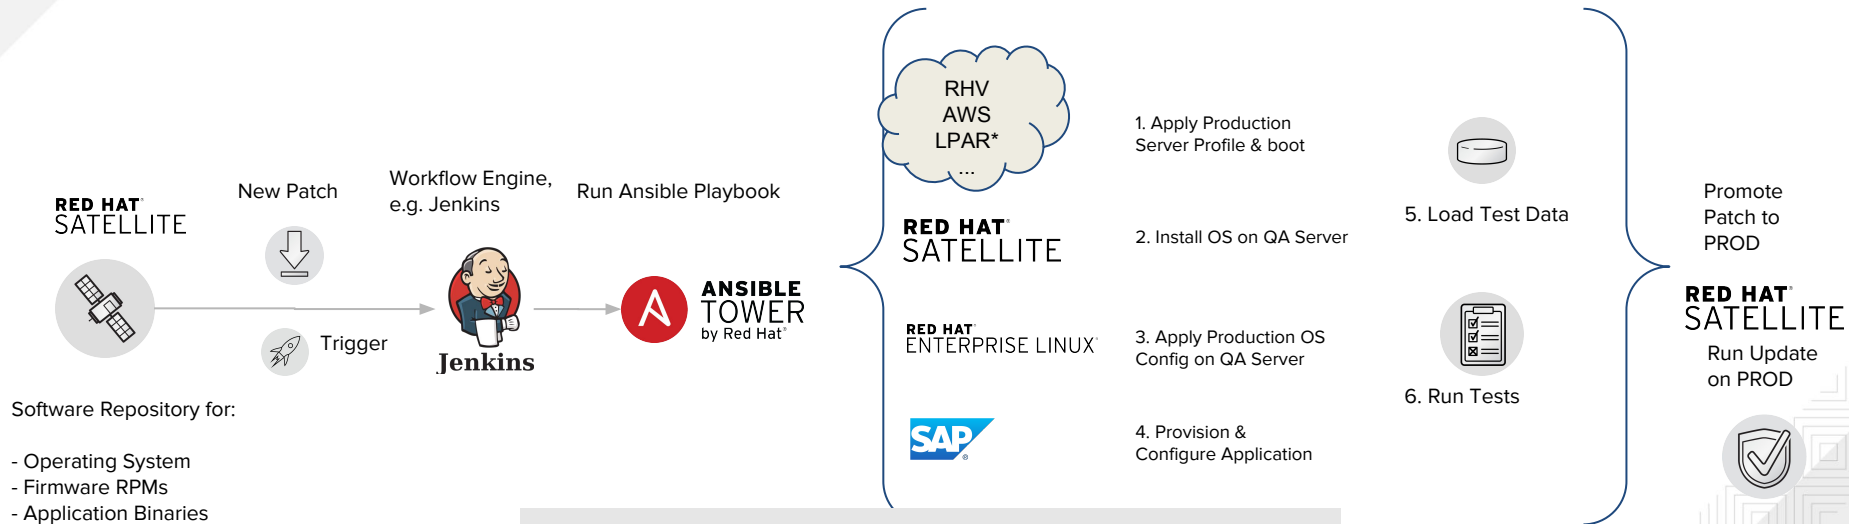 RED HAT®
SATELLITE
Software Repository for:
- Operating System
- Firmware RPMs
- Application Binaries
New Patch
Trigger
Workflow Engine,
e.g. Jenkins
Jenkins
Run Ansible Playbook
ANSIBLE
TOWER
by Red Hat®
RHV
AWS
LPAR*
...
1. Apply Production
Server Profile & boot
RED HAT®
SATELLITE
2. Install OS on QA Server
RED HAT®
ENTERPRISE LINUX®
3. Apply Production OS
Config on QA Server
SAP®
4. Provision &
Configure Application
5. Load Test Data
6. Run Tests
Promote
Patch to
PROD
RED HAT®
SATELLITE
Run Update
on PROD